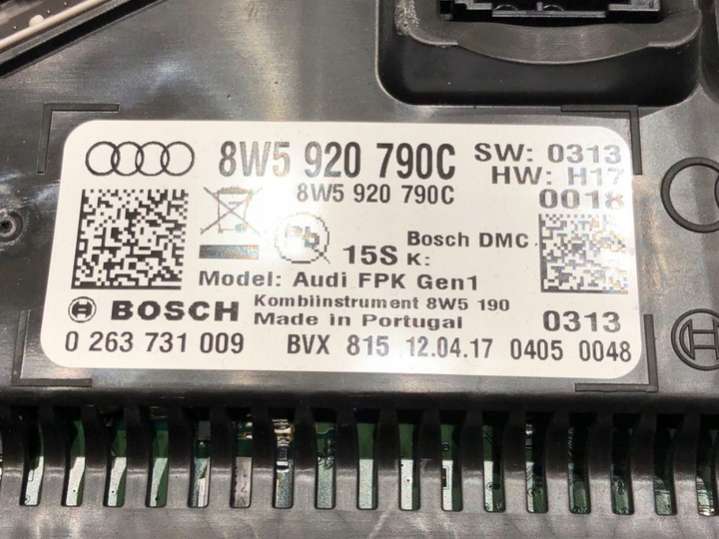 8W5 920 790C SW: 0313
8W5 920 790C HW: H17
0018
Pb 15S Bosch DMC
K:
Model: Audi FPK Gen1
BOSCH Kombiinstrument 8W5 190
Made in Portugal 0313
0 263 731 009 BVX 815 12.04.17 0405 0048